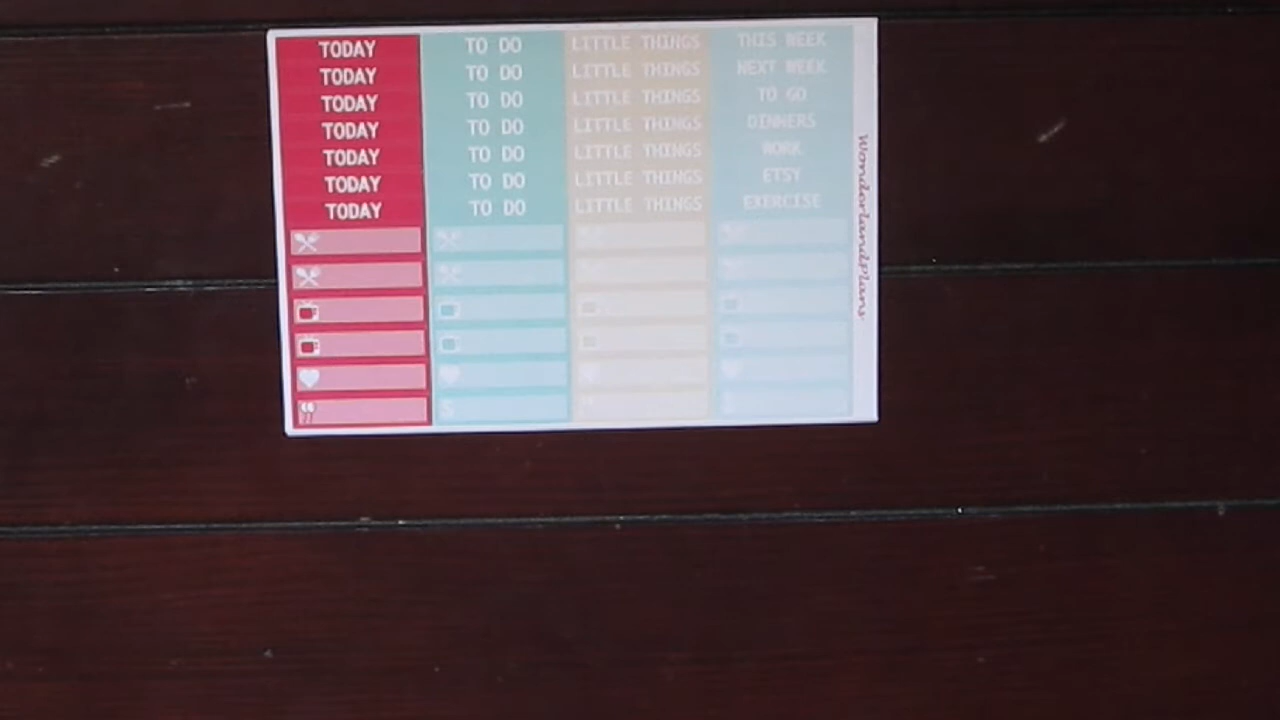 TODAY TO DO LITTLE THINGS THIS WEEK
TODAY TO DO LITTLE THINGS NEXT WEEK
TODAY TO DO LITTLE THINGS TO GO
TODAY TO DO LITTLE THINGS DINNERS
TODAY TO DO LITTLE THINGS WORK
TODAY TO DO LITTLE THINGS ETSY
TODAY TO DO LITTLE THINGS EXERCISE
$
Wonderlandplans